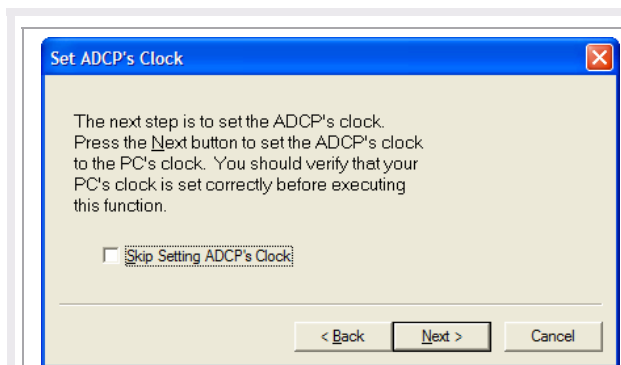 Set ADCP's Clock
The next step is to set the ADCP's clock.
Press the Next button to set the ADCP's clock
to the PC's clock. You should verify that your
PC's clock is set correctly before executing
this function.
Skip Setting ADCP's Clock
< Back Next > Cancel